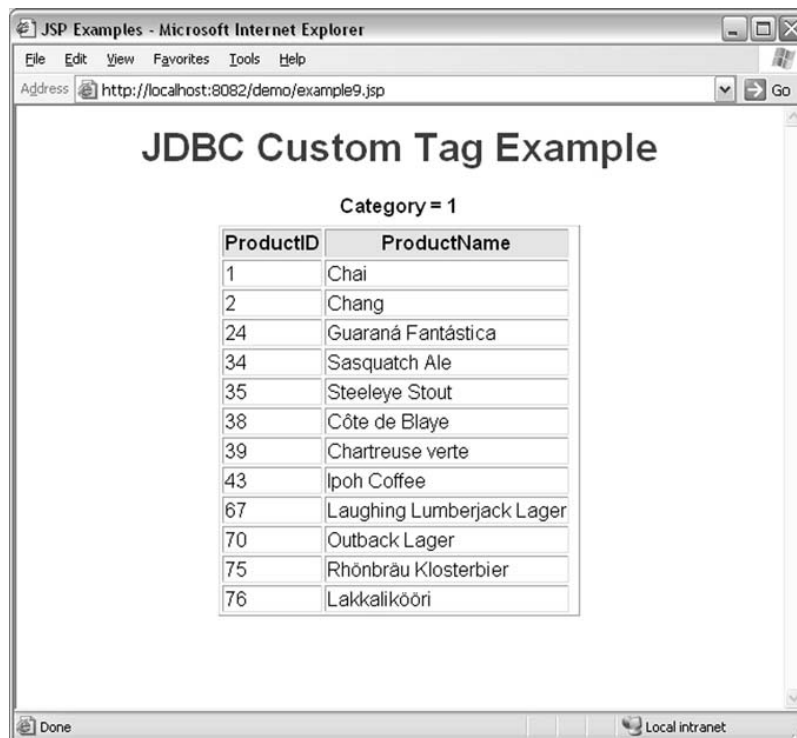 JSP Examples - Microsoft Internet Explorer
File Edit View Favorites Tools Help
Address http://localhost:8082/demo/example9.jsp Go
JDBC Custom Tag Example
Category = 1
ProductID ProductName
1 Chai
2 Chang
24 Guaraná Fantástica
34 Sasquatch Ale
35 Steeleye Stout
38 Côte de Blaye
39 Chartreuse verte
43 Ipoh Coffee
67 Laughing Lumberjack Lager
70 Outback Lager
75 Rhönbräu Klosterbier
76 Lakkalikööri
Done Local intranet